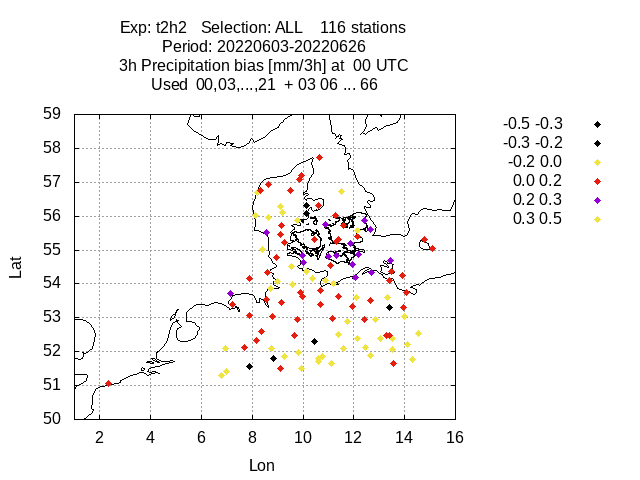 Exp: t2h2   Selection: ALL    116 stations
Period: 20220603-20220626
3h Precipitation bias [mm/3h] at  00 UTC
Used  00,03,...,21  + 03 06 ... 66
-0.5 -0.3
-0.3 -0.2
-0.2 0.0
0.0 0.2
0.2 0.3
0.3 0.5
59
58
57
56
55
54
53
52
51
50
Lat
2 4 6 8 10 12 14 16
Lon